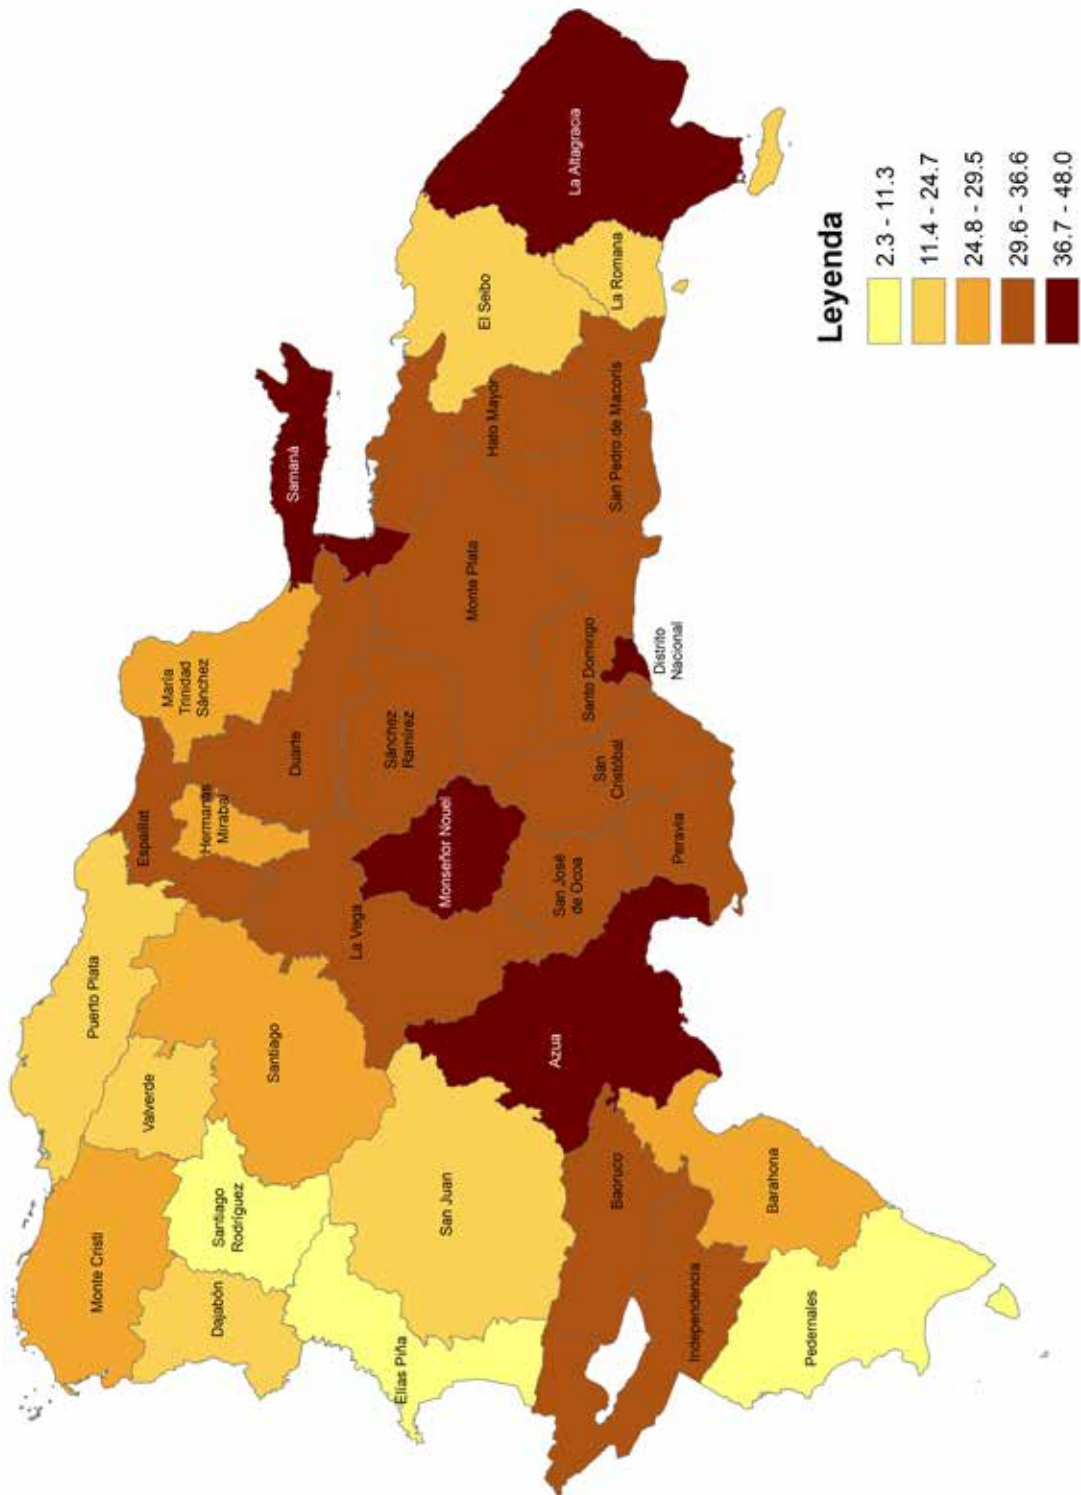 Puerto Plata
Monte Cristi
Valverde
Espaillat
María
Trinidad
Sánchez
Santiago
Rodríguez
Dajabón
Hermanas
Mirabal
Santiago
Duarte
Samaná
Elías Piña
La Vega
Sánchez
Ramírez
San Juan
Monseñor Nouel
Monte Plata
Hato Mayor
El Seibo
La Altagracia
Azua
San José
de Ocoa
San
Cristóbal
Santo Domingo
San Pedro de Macorís
La Romana
Baoruco
Peravia
Distrito
Nacional
Independencia
Barahona
Pedernales
Leyenda
2.3 - 11.3
11.4 - 24.7
24.8 - 29.5
29.6 - 36.6
36.7 - 48.0